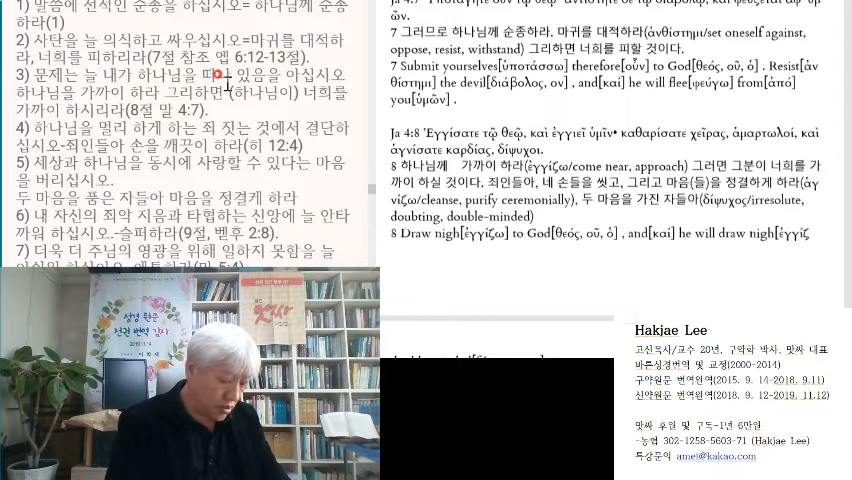 1) 말씀에 전적인 순종을 하십시오= 하나님께 순종
하라(1)
2) 사탄을 늘 의식하고 싸우십시오=마귀를 대적하
라, 너희를 피하리라(7절 참조 엡 6:12-13절).
3) 문제는 늘 내가 하나님을 떠나 있음을 아십시오
하나님을 가까이 하라 그리하면 (하나님이) 너희를
가까이 하시리라(8절 말 4:7).
4) 하나님을 멀리 하게 하는 죄 짓는 것에서 결단하
십시오-죄인들아 손을 깨끗이 하라(히 12:4)
5) 세상과 하나님을 동시에 사랑할 수 있다는 마음
을 버리십시오.
두 마음을 품은 자들아 마음을 정결케 하라
6) 내 자신의 죄악 지음과 타협하는 신앙에 늘 안타
까워 하십시오.-슬퍼하라(9절, 벧후 2:8).
7) 더욱 더 주님의 영광을 위해 일하지 못함을 늘
ῶν.
7 그러므로 하나님께 순종하라. 마귀를 대적하라(ἀνθίστημι/set oneself against,
oppose, resist, withstand) 그리하면 너희를 피할 것이다.
7 Submit yourselves[ὑποτάσσω] therefore[οὖν] to God[θεός, οῦ, ὁ] . Resist[ἀν
θίστημι] the devil[διάβολος, ον] , and[καί] he will flee[φεύγω] from[ἀπό]
you[ὑμῶν] .
Ja 4:8 Ἐγγίσατε τῷ θεῷ, καὶ ἐγγιεῖ ὑμῖν• καθαρίσατε χεῖρας, ἁμαρτωλοί, καὶ
ἁγνίσατε καρδίας, δίψυχοι.
8 하나님께 가까이 하라(ἐγγίζω/come near, approach) 그러면 그분이 너희를 가
까이 하실 것이다. 죄인들아, 네 손들을 씻고, 그리고 마음(들)을 정결하게 하라(ἁγ
νίζω/cleanse, purify ceremonially), 두 마음을 가진 자들아(δίψυχος/irresolute,
doubting, double-minded)
8 Draw nigh[ἐγγίζω] to God[θεός, οῦ, ὁ] , and[καί] he will draw nigh[ἐγγίζ
성경 원문
전권 번역 감사
2019.11.14
이 학 재
맛싸
Hakjae Lee
고신목사/교수 20년, 구약학 박사, 맛싸 대표
바른성경번역 및 교정(2000-2014)
구약원문 번역완역(2015. 9. 14-2018. 9.11)
신약원문 번역완역(2018. 9. 12-2019. 11.12)
맛싸 후원 및 구독-1년 6만원
-농협 302-1258-5603-71 (Hakjae Lee)
특강문의 amet@kakao.com